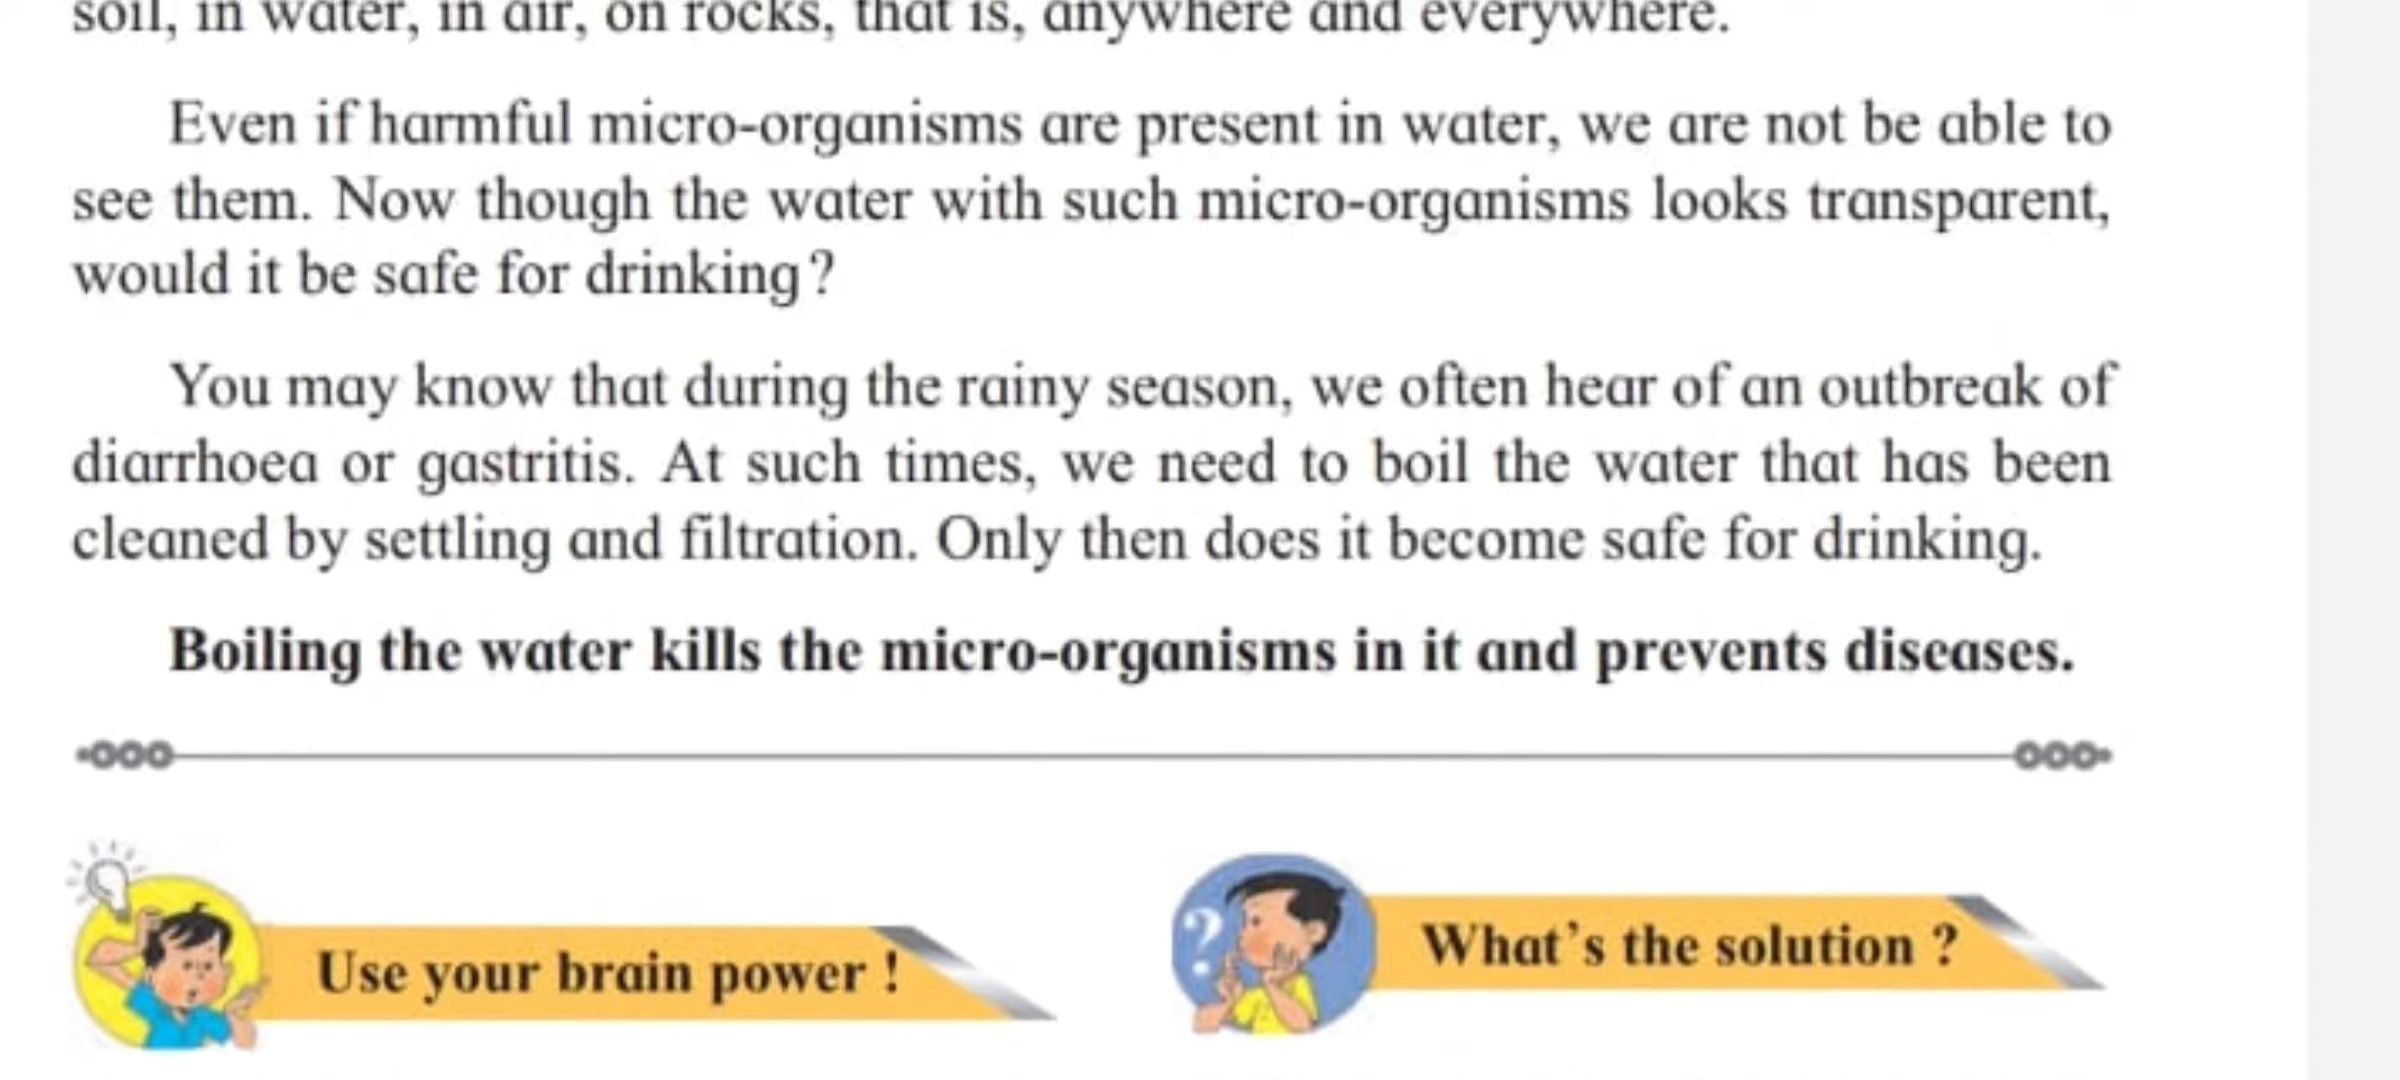 soil, in water, in air, on rocks, that is, anywhere and everywhere.
Even if harmful micro-organisms are present in water, we are not be able to
see them. Now though the water with such micro-organisms looks transparent,
would it be safe for drinking?
You may know that during the rainy season, we often hear of an outbreak of
diarrhoea or gastritis. At such times, we need to boil the water that has been
cleaned by settling and filtration. Only then does it become safe for drinking.
Boiling the water kills the micro-organisms in it and prevents diseases.
Use your brain power !
What's the solution ?